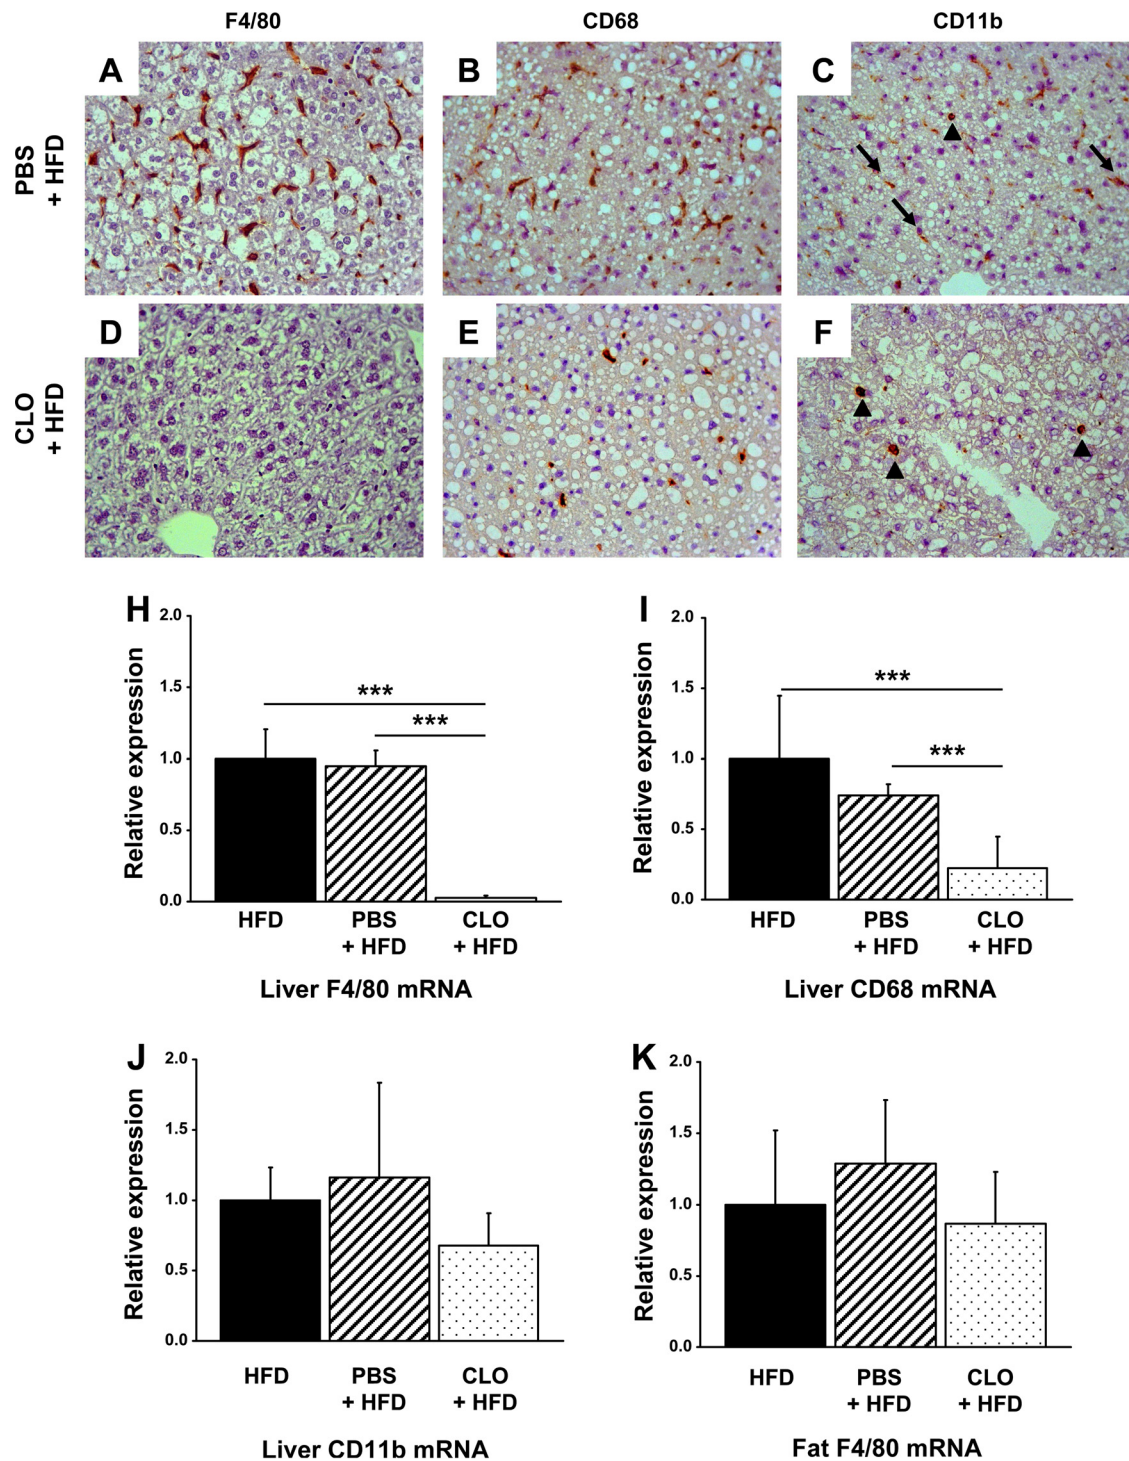 F4/80 CD68 CD11b
PBS
+ HFD
A B C
CLO
+ HFD
D E F
H
Relative expression
2.0
1.5
1.0
0.5
0.0
***
***
HFD PBS CLO
+ HFD + HFD
Liver F4/80 mRNA
I
Relative expression
2.0
1.5
1.0
0.5
0.0
***
***
HFD PBS CLO
+ HFD + HFD
Liver CD68 mRNA
J
Relative expression
2.0
1.5
1.0
0.5
0.0
HFD PBS CLO
+ HFD + HFD
Liver CD11b mRNA
K
Relative expression
2.0
1.5
1.0
0.5
0.0
HFD PBS CLO
+ HFD + HFD
Fat F4/80 mRNA